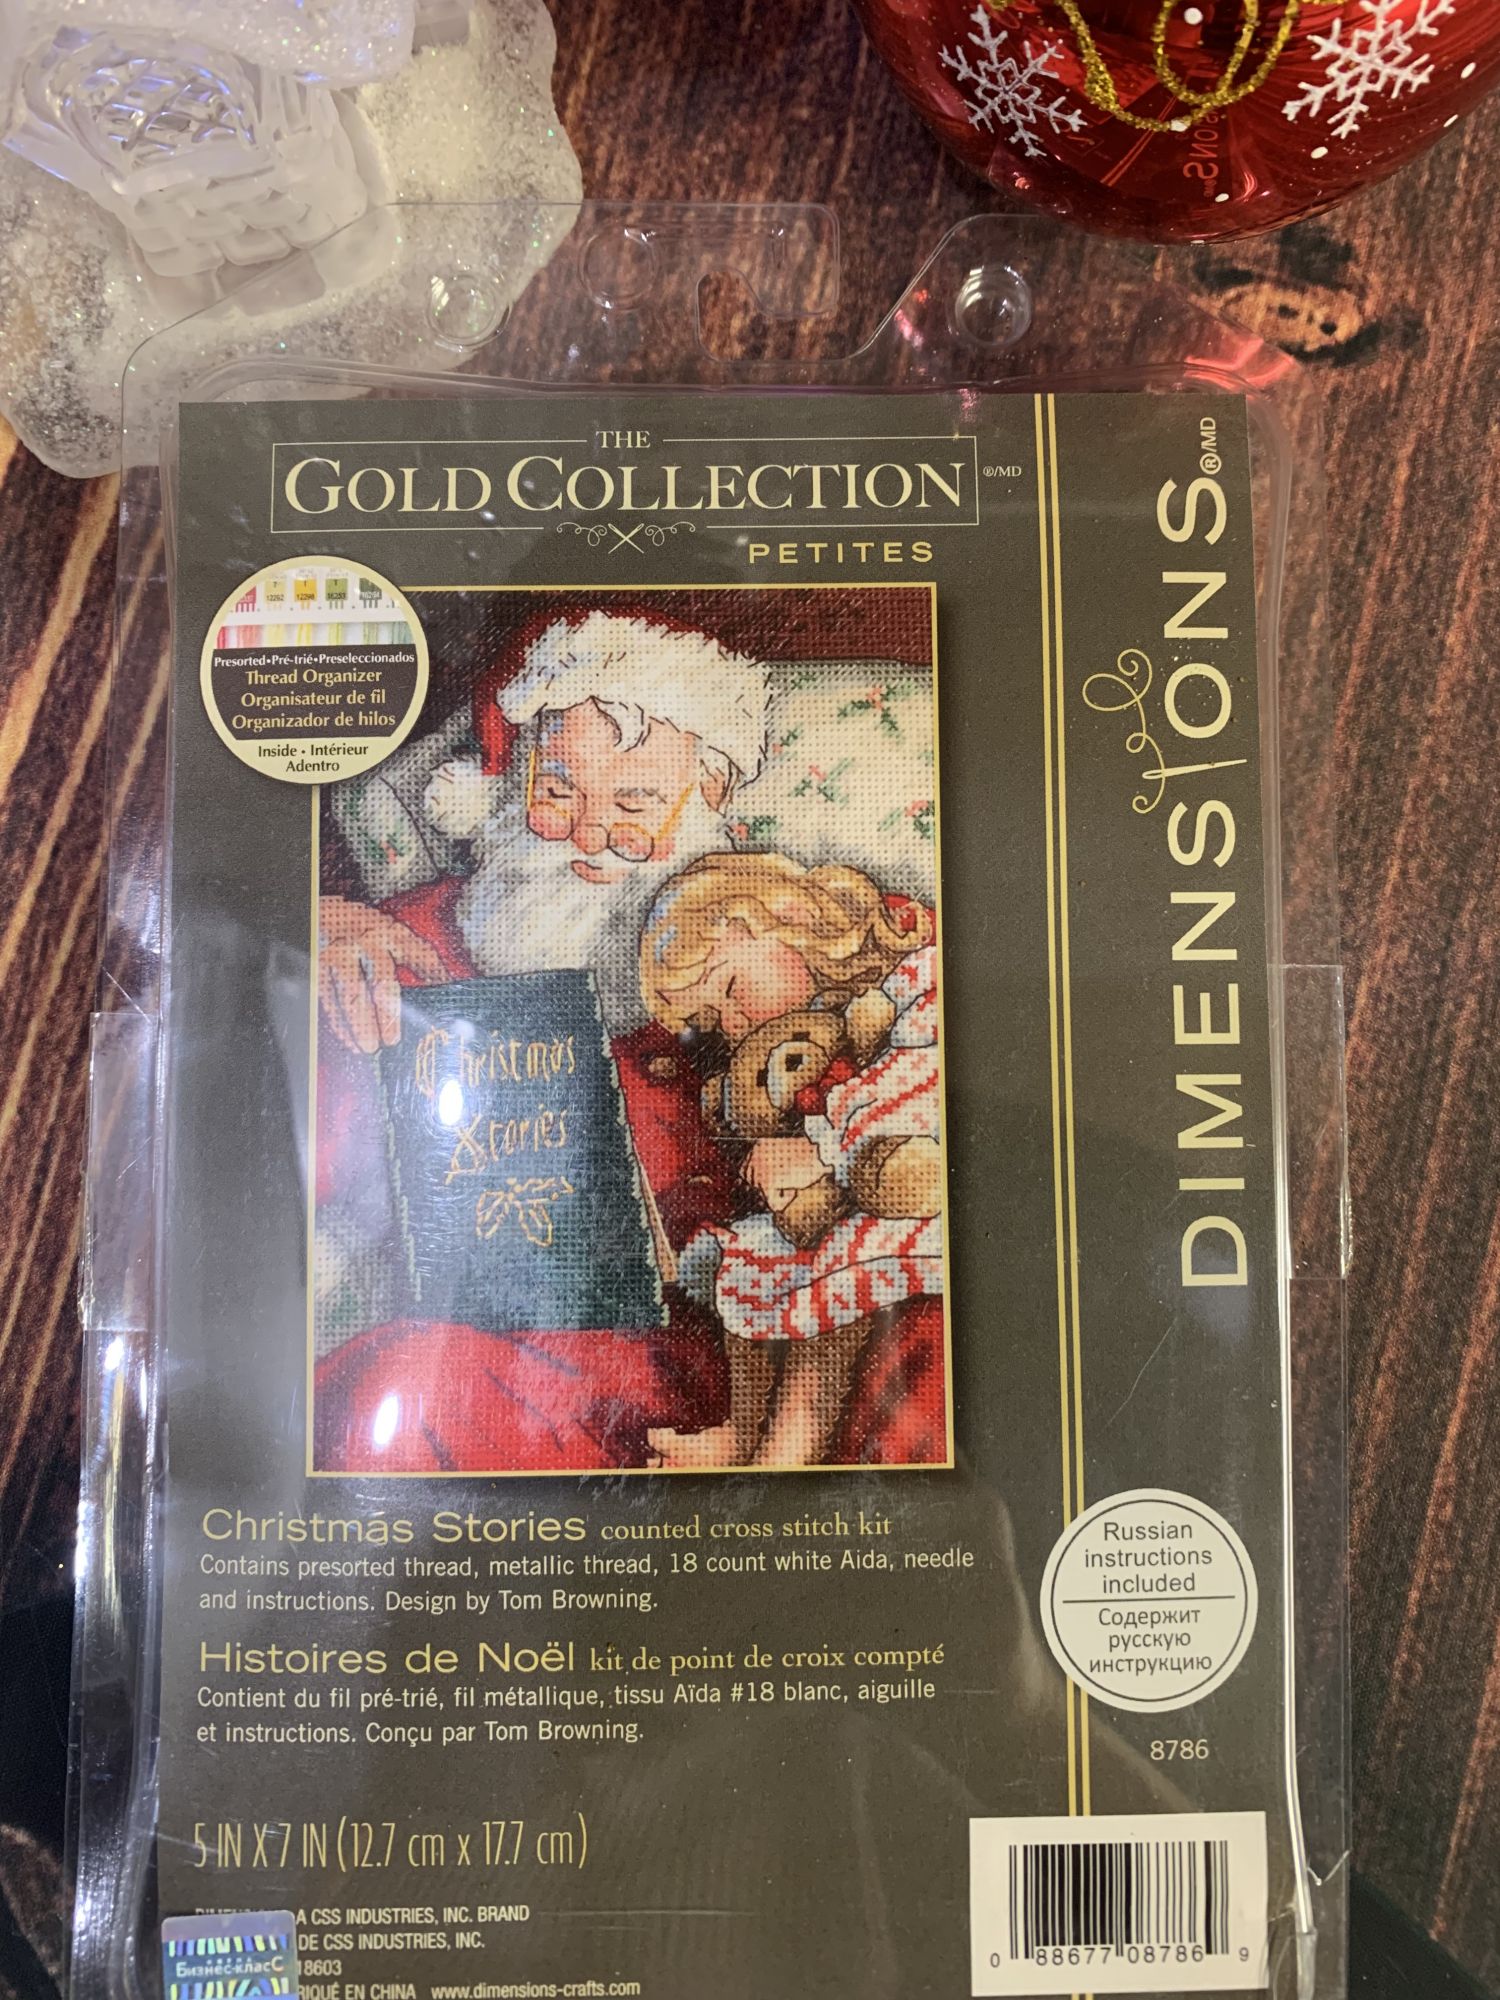 THE
GOLD COLLECTION ®/MD
PETITES
Presorted•Pré-trié•Preseleccionados
Thread Organizer
Organisateur de fil
Organizador de hilos
Inside • Intérieur
Adentro
12292
12298
16253
Christmas
Stories
DIMENSIONS®/MD
Christmas Stories counted cross stitch kit
Contains presorted thread, metallic thread, 18 count white Aida, needle
and instructions. Design by Tom Browning.
Histoires de Noël kit de point de croix compté
Contient du fil pré-trié, fil métallique, tissu Aïda #18 blanc, aiguille
et instructions. Conçu par Tom Browning.
Russian
instructions
included
Содержит
русскую
инструкцию
8786
5 IN X 7 IN (12.7 cm x 17.7 cm)
A CSS INDUSTRIES, INC. BRAND
DE CSS INDUSTRIES, INC.
18603
RIQUÉ EN CHINA www.dimensions-crafts.com
Бизнес-класС
0 88677 08786 9